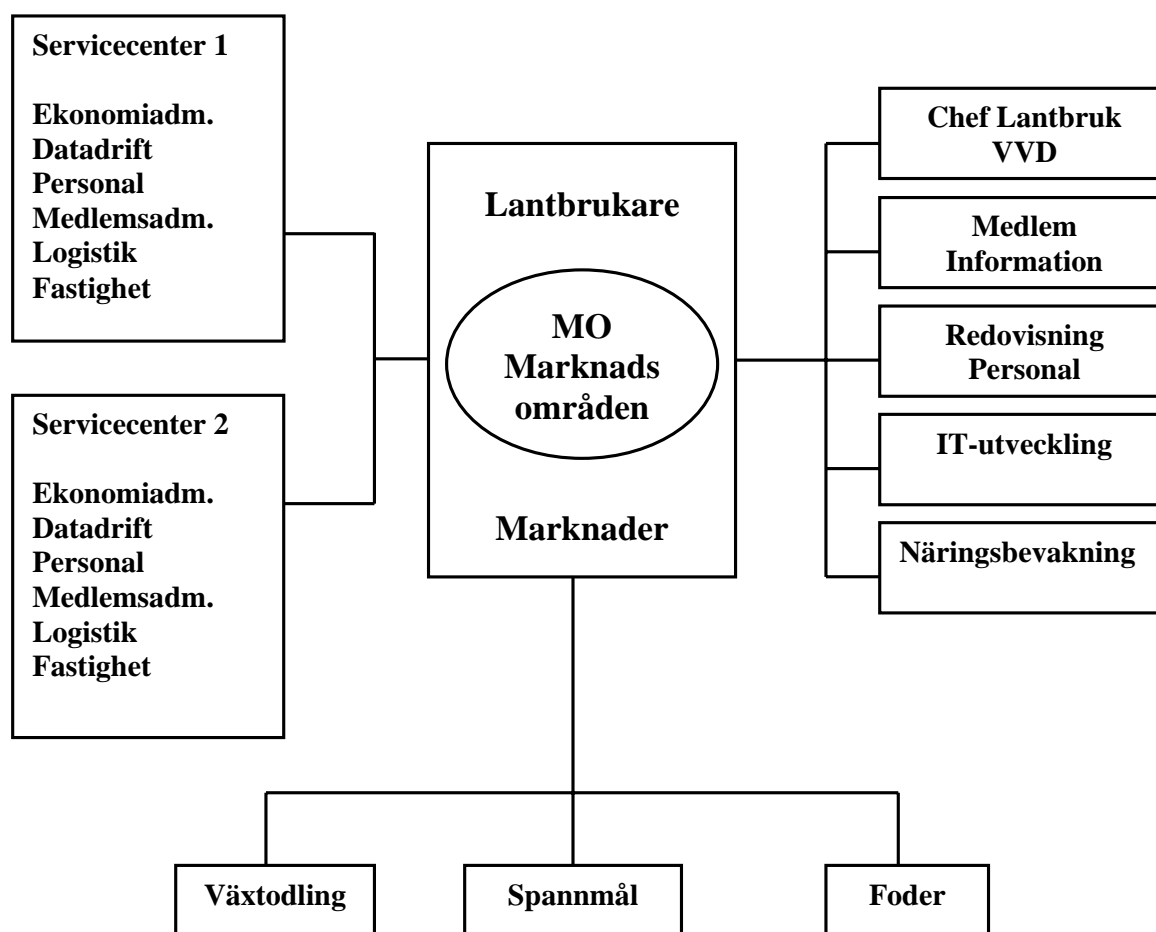 Servicecenter 1
Ekonomiadm.
Datadrift
Personal
Medlemsadm.
Logistik
Fastighet
Servicecenter 2
Ekonomiadm.
Datadrift
Personal
Medlemsadm.
Logistik
Fastighet
Lantbrukare
MO
Marknads
områden
Marknader
Chef Lantbruk
VVD
Medlem
Information
Redovisning
Personal
IT-utveckling
Näringsbevakning
Växtodling
Spannmål
Foder